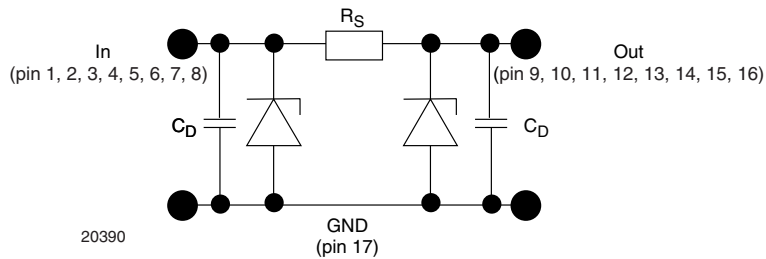 R_S
In
(pin 1, 2, 3, 4, 5, 6, 7, 8)
Out
(pin 9, 10, 11, 12, 13, 14, 15, 16)
C_D
C_D
GND
(pin 17)
20390